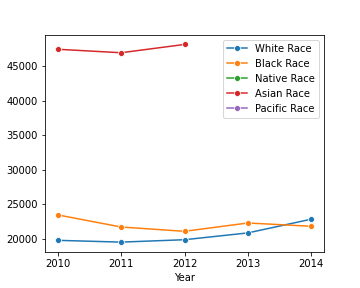 White Race
Black Race
Native Race
Asian Race
Pacific Race
45000
40000
35000
30000
25000
20000
2010 2011 2012 2013 2014
Year